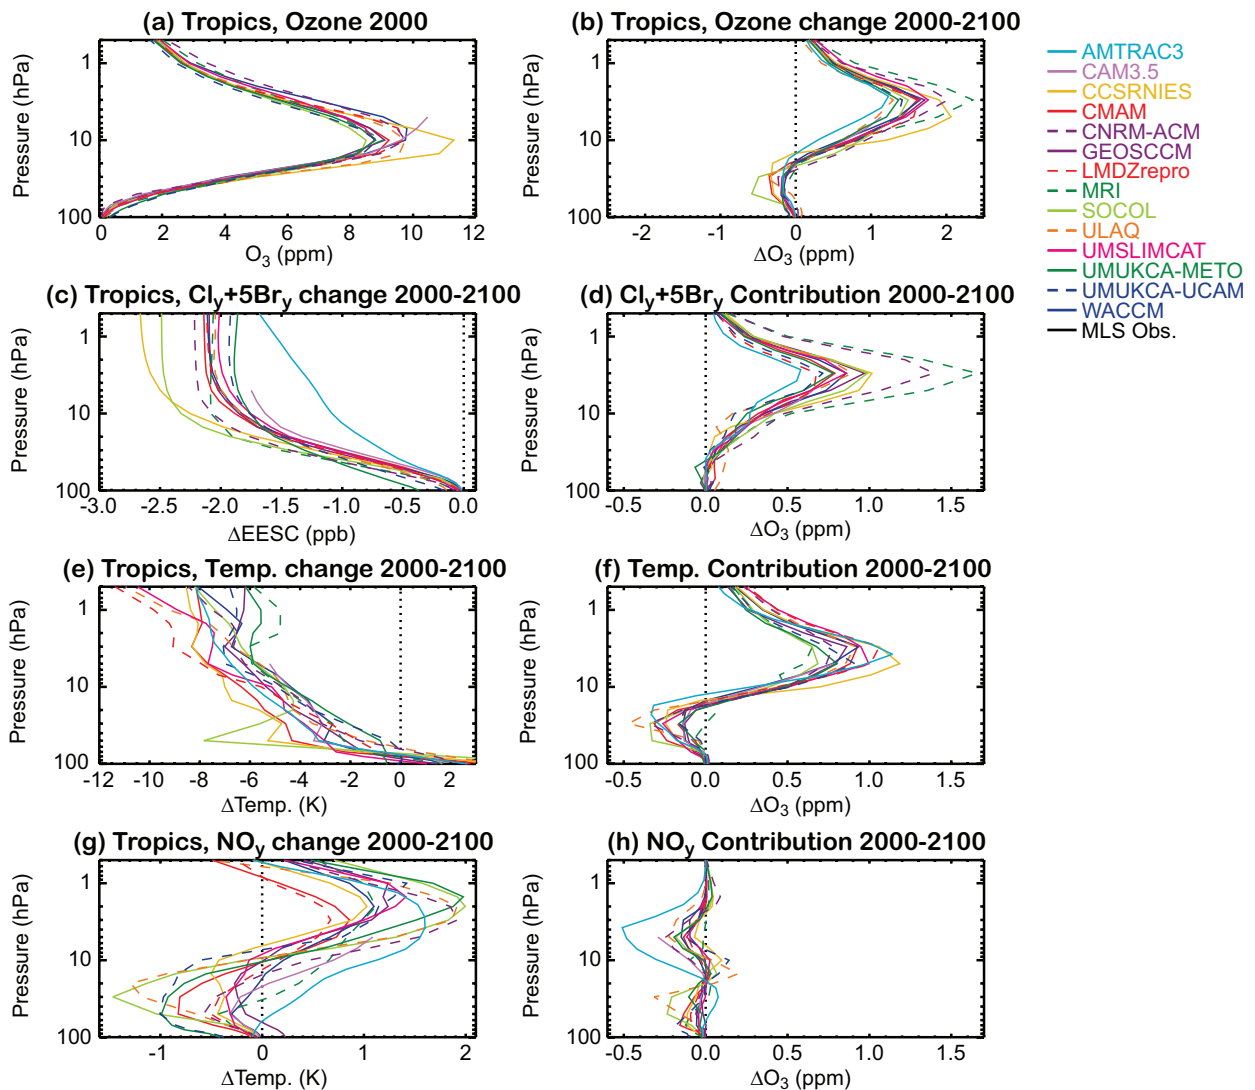 (a) Tropics, Ozone 2000
Pressure (hPa)
1
10
100
0 2 4 6 8 10 12
O3 (ppm)
(b) Tropics, Ozone change 2000-2100
Pressure (hPa)
1
10
100
-2 -1 0 1 2
ΔO3 (ppm)
AMTRAC3
CAM3.5
CCSRNIES
CMAM
CNRM-ACM
GEOSCCM
LMDZrepro
MRI
SOCOL
ULAQ
UMSLIMCAT
UMUKCA-METO
UMUKCA-UCAM
WACCM
MLS Obs.
(c) Tropics, Cly+5Bry change 2000-2100
Pressure (hPa)
1
10
100
-3.0 -2.5 -2.0 -1.5 -1.0 -0.5 0.0
ΔEESC (ppb)
(d) Cly+5Bry Contribution 2000-2100
Pressure (hPa)
1
10
100
-0.5 0.0 0.5 1.0 1.5
ΔO3 (ppm)
(e) Tropics, Temp. change 2000-2100
Pressure (hPa)
1
10
100
-12 -10 -8 -6 -4 -2 0 2
ΔTemp. (K)
(f) Temp. Contribution 2000-2100
Pressure (hPa)
1
10
100
-0.5 0.0 0.5 1.0 1.5
ΔO3 (ppm)
(g) Tropics, NOy change 2000-2100
Pressure (hPa)
1
10
100
-1 0 1 2
ΔTemp. (K)
(h) NOy Contribution 2000-2100
Pressure (hPa)
1
10
100
-0.5 0.0 0.5 1.0 1.5
ΔO3 (ppm)